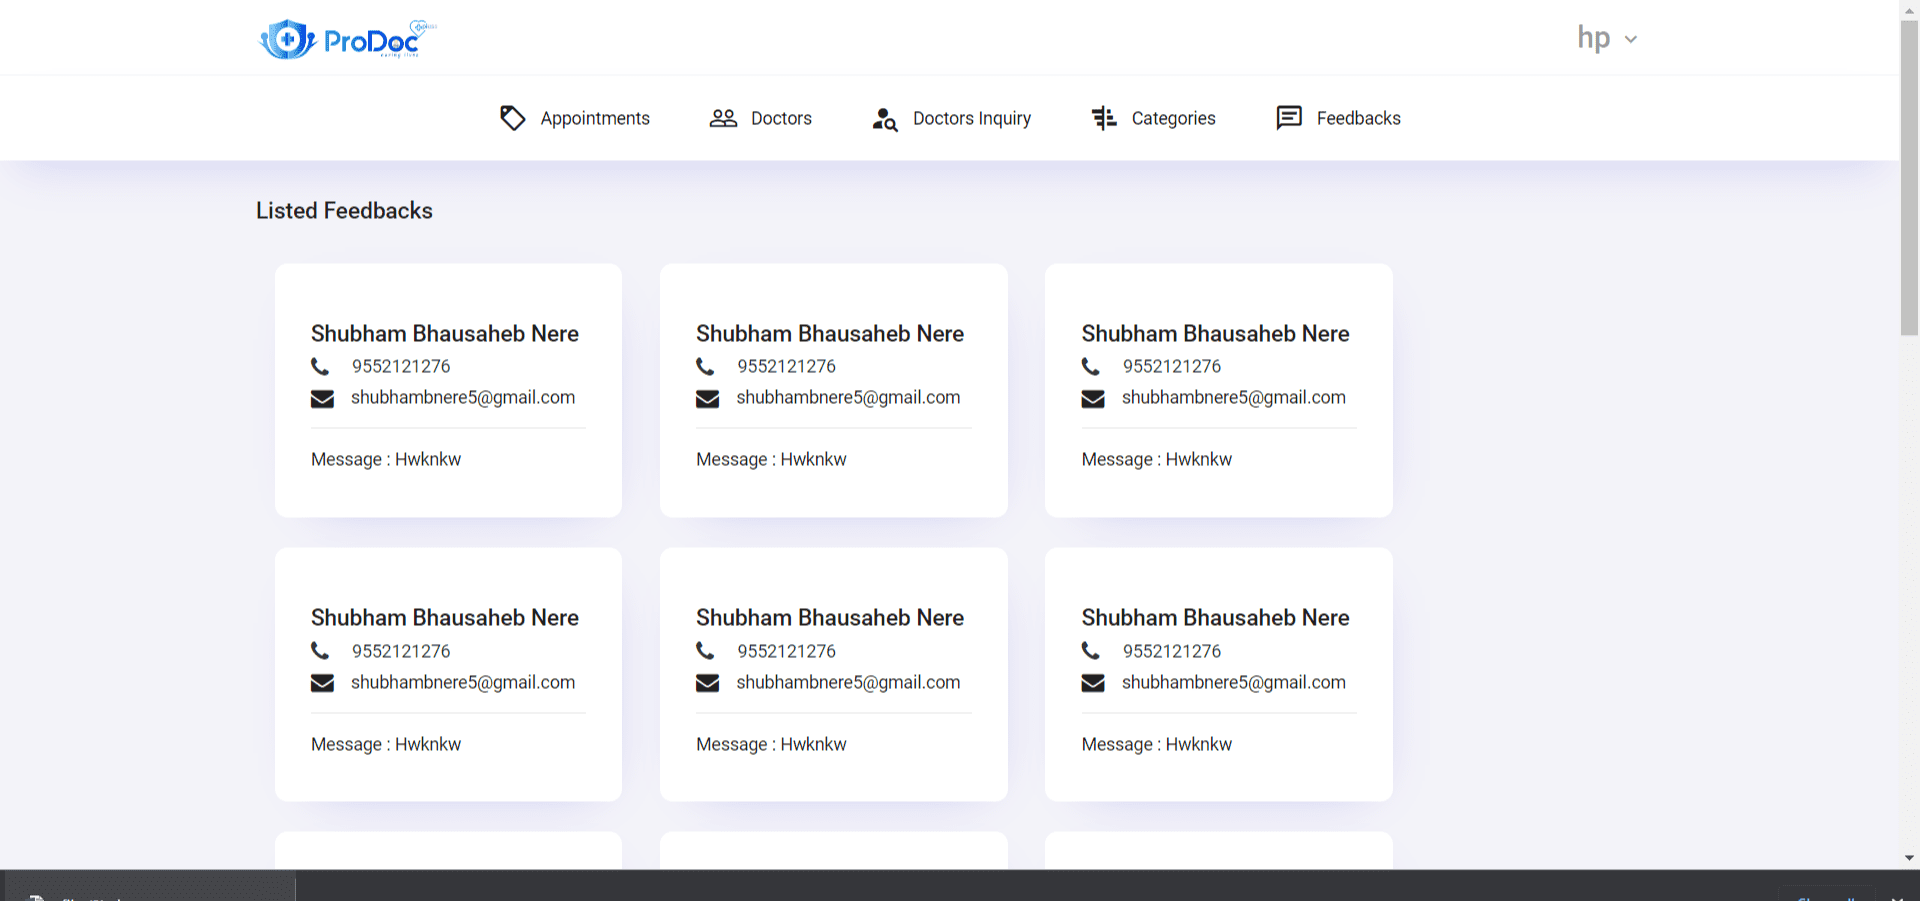 ProDoc
caring lives
hp
Appointments
Doctors
Doctors Inquiry
Categories
Feedbacks
Listed Feedbacks
Shubham Bhausaheb Nere
9552121276
shubhambnere5@gmail.com
Message : Hwknkw
Shubham Bhausaheb Nere
9552121276
shubhambnere5@gmail.com
Message : Hwknkw
Shubham Bhausaheb Nere
9552121276
shubhambnere5@gmail.com
Message : Hwknkw
Shubham Bhausaheb Nere
9552121276
shubhambnere5@gmail.com
Message : Hwknkw
Shubham Bhausaheb Nere
9552121276
shubhambnere5@gmail.com
Message : Hwknkw
Shubham Bhausaheb Nere
9552121276
shubhambnere5@gmail.com
Message : Hwknkw